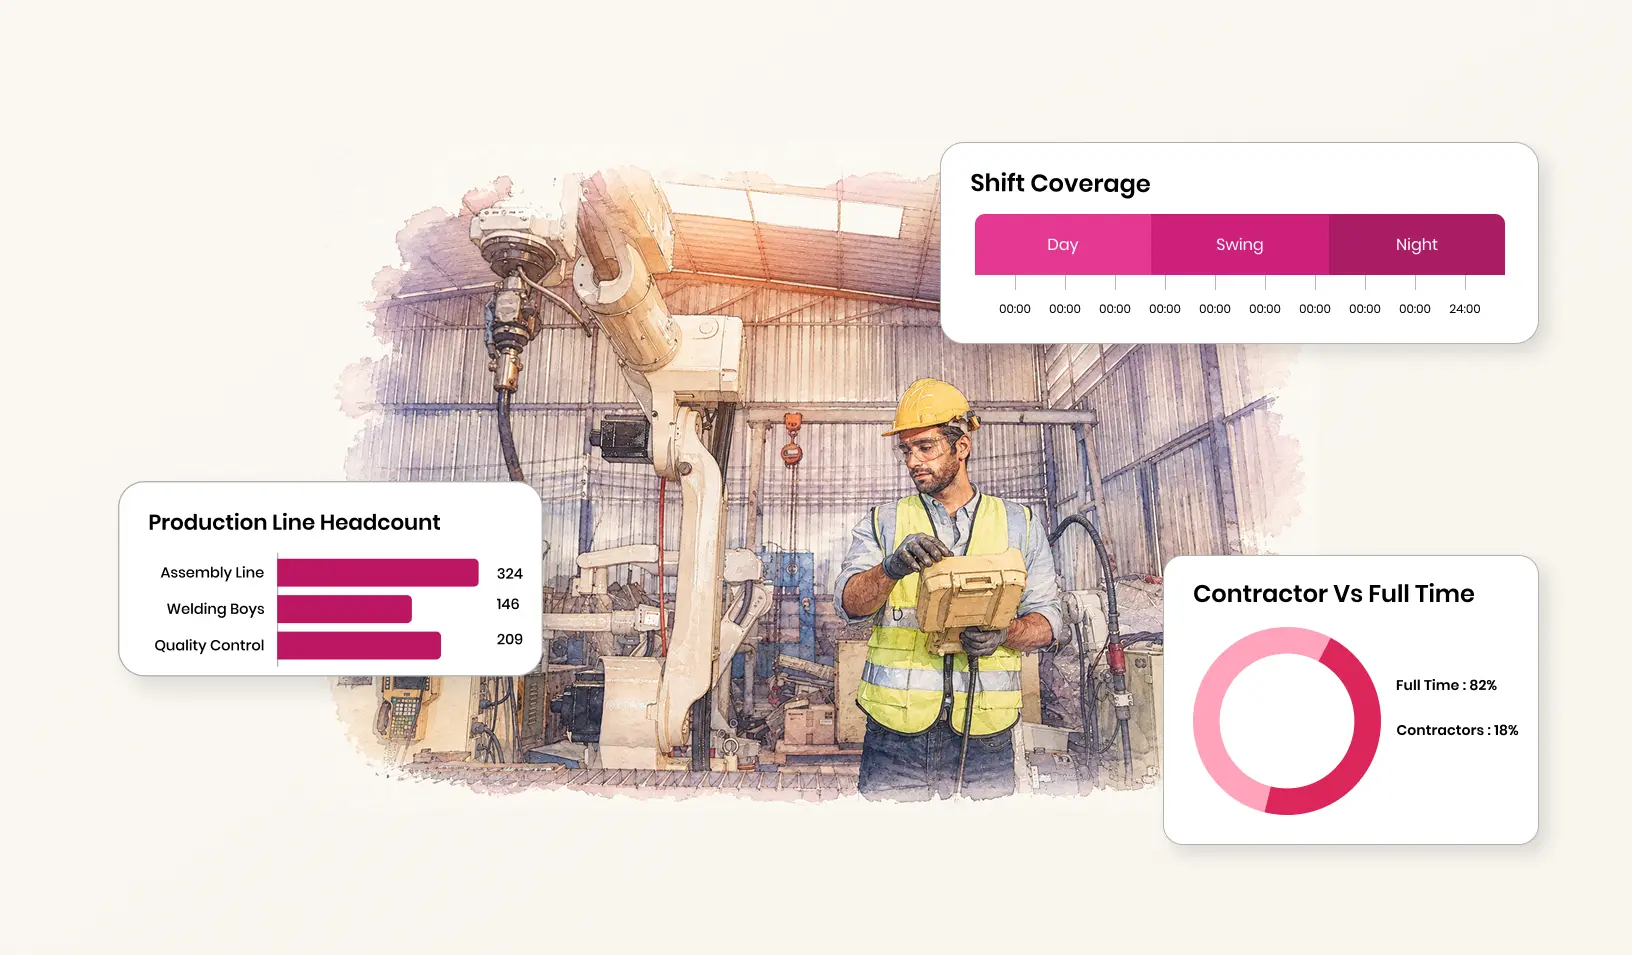 Shift Coverage
Day Swing Night
00:00 00:00 00:00 00:00 00:00 00:00 00:00 00:00 00:00 24:00
Production Line Headcount
Assembly Line 324
Welding Boys 146
Quality Control 209
Contractor Vs Full Time
Full Time : 82%
Contractors : 18%